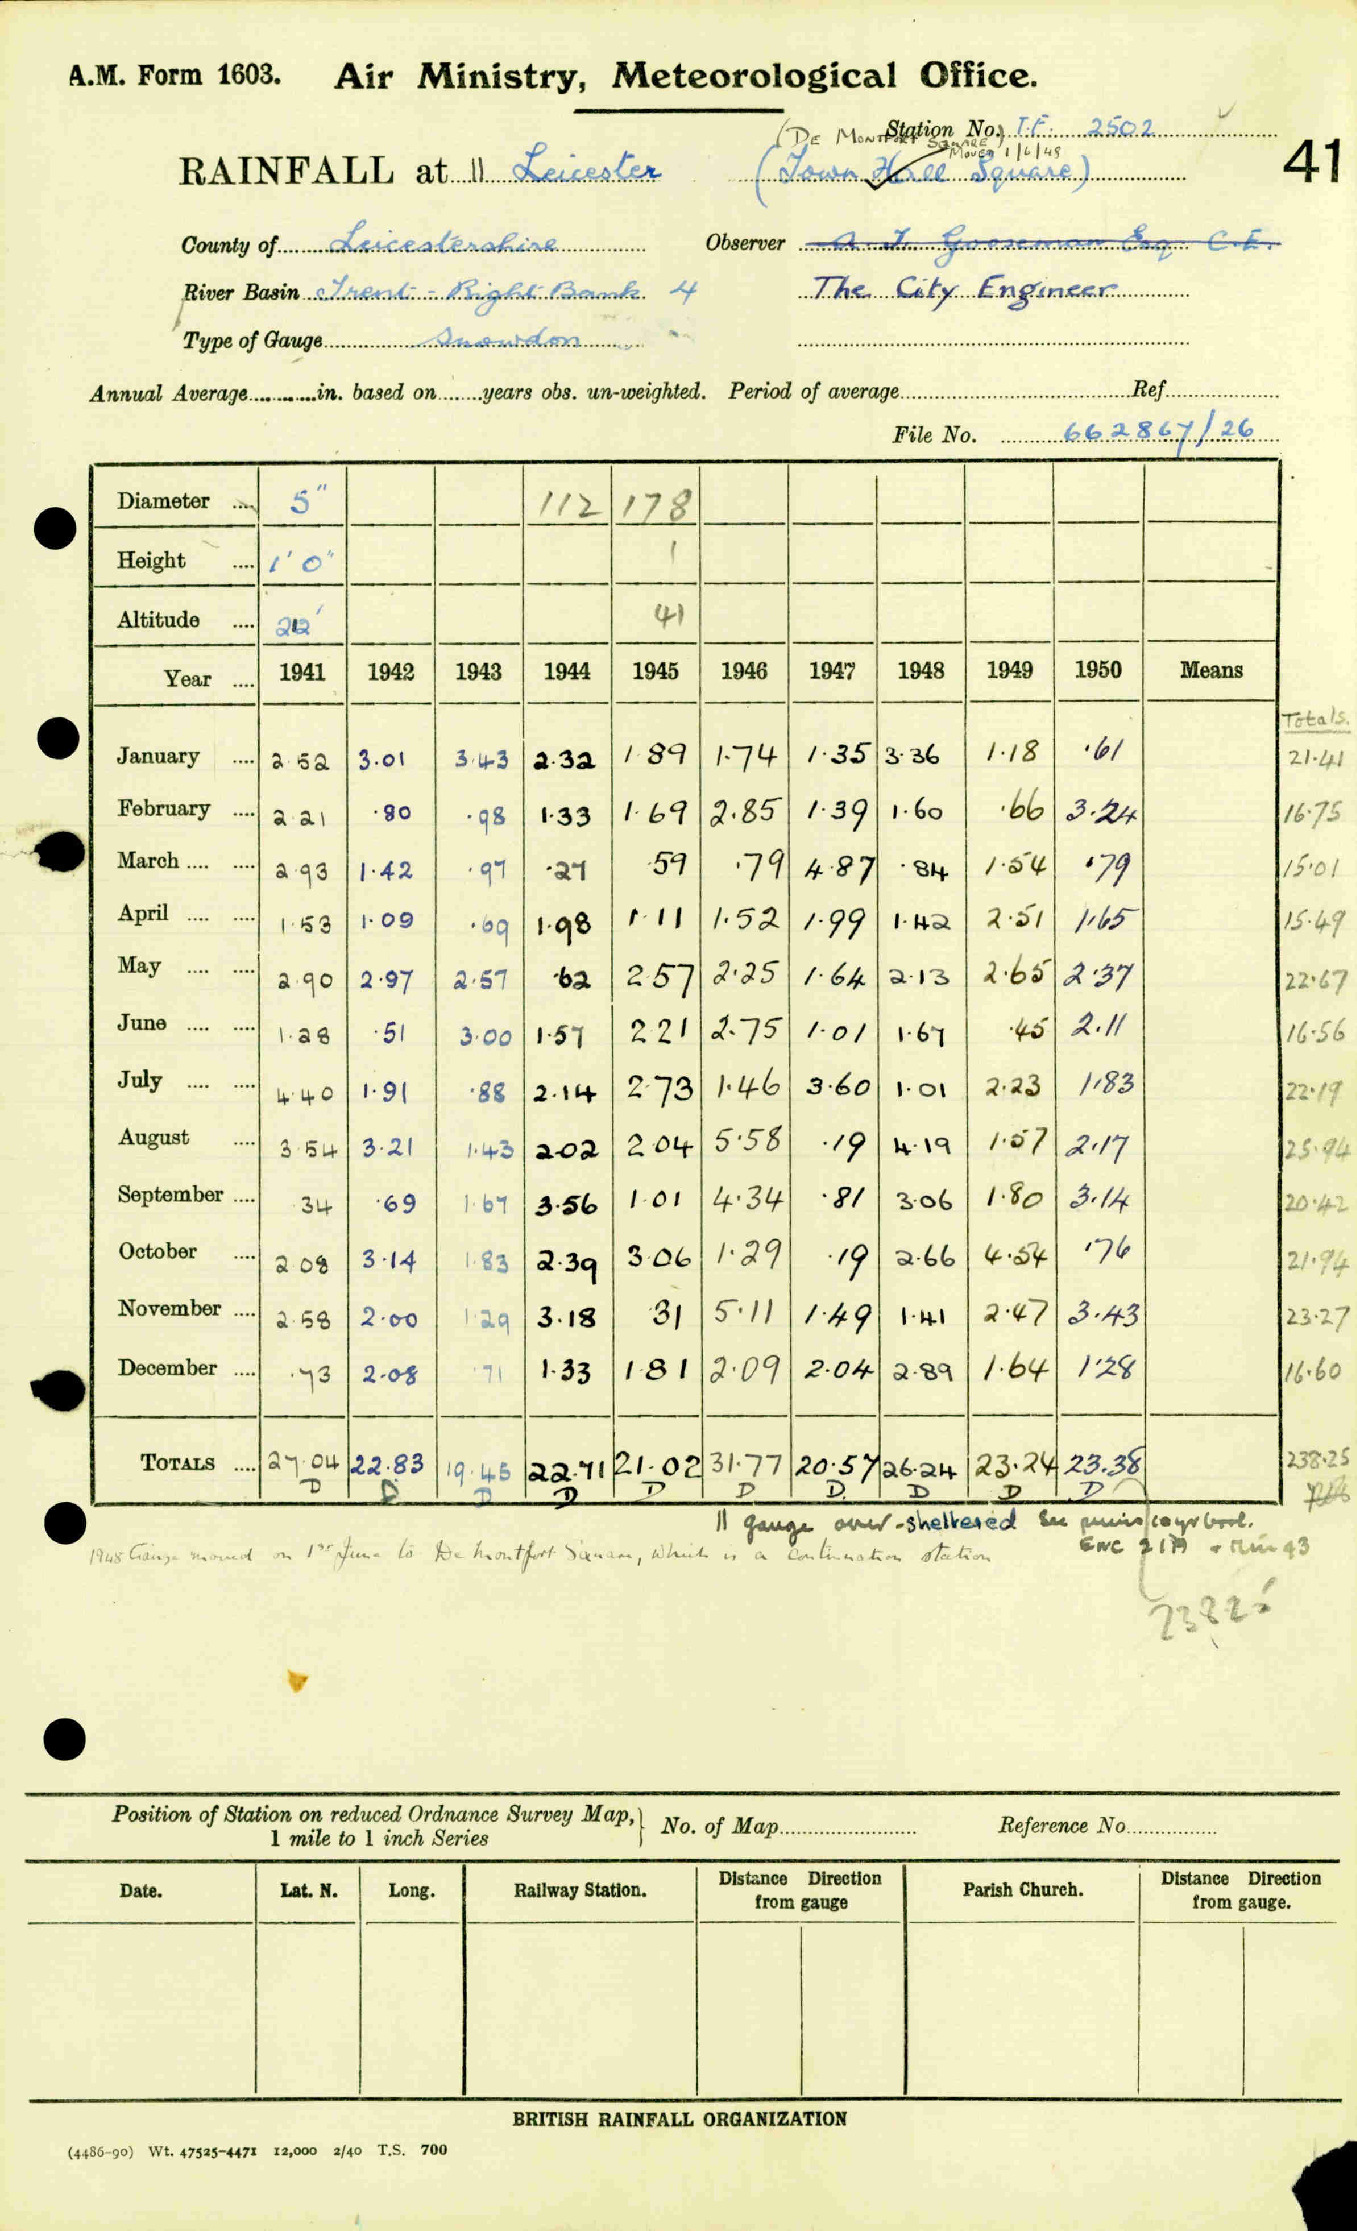 A.M. Form 1603. Air Ministry, Meteorological Office.
Station No. T.F. 2502
(DE MONTFORT SQUARE) MOVED 1/6/48
41
RAINFALL at || Leicester (Town Hall Square)
County of Leicestershire Observer A. T. Gooseman Esq C.E.
River Basin Trent - Right Bank 4 The City Engineer
Type of Gauge Snowdon
Annual Average in. based on years obs. un-weighted. Period of average Ref
File No. 662867/26
Diameter 5" 112 178
Height 1' 0" 1
Altitude 41
Year 1941 1942 1943 1944 1945 1946 1947 1948 1949 1950 Means
Totals.
January 2.52 3.01 3.43 2.32 1.89 1.74 1.35 3.36 1.18 .61 21.41
February 2.21 .80 .98 1.33 1.69 2.85 1.39 1.60 .66 3.24 16.75
March 2.93 1.42 .97 .27 .59 .79 4.87 .84 1.54 .79 15.01
April 1.53 1.09 .69 1.98 1.11 1.52 1.99 1.42 2.51 1.65 15.49
May 2.90 2.97 2.57 .62 2.57 2.25 1.64 2.13 2.65 2.37 22.67
June 1.28 .51 3.00 1.57 2.21 2.75 1.01 1.67 .45 2.11 16.56
July 4.40 1.91 .88 2.14 2.73 1.46 3.60 1.01 2.23 1.83 22.19
August 3.54 3.21 1.43 2.02 2.04 5.58 .19 4.19 1.57 2.17 25.94
September .34 .69 1.67 3.56 1.01 4.34 .81 3.06 1.80 3.14 20.42
October 2.08 3.14 1.83 2.39 3.06 1.29 .19 2.66 4.54 .76 21.94
November 2.58 2.00 1.29 3.18 .31 5.11 1.49 1.41 2.47 3.43 23.27
December .73 2.08 .71 1.33 1.81 2.09 2.04 2.89 1.64 1.28 16.60
TOTALS 27.04 22.83 19.45 22.71 21.02 31.77 20.57 26.24 23.24 23.38 238.25
D D D D D D D D D D
|| gauge over-sheltered See
1948 Gauge moved on 1st June to De Montfort Square, which is a continuation station
ENC 21A 43
23825
Position of Station on reduced Ordnance Survey Map, 1 mile to 1 inch Series } No. of Map Reference No.
Date. Lat. N. Long. Railway Station. Distance Direction from gauge Parish Church. Distance Direction from gauge.
BRITISH RAINFALL ORGANIZATION
(4486-90) Wt. 47525-4471 12,000 2/40 T.S. 700